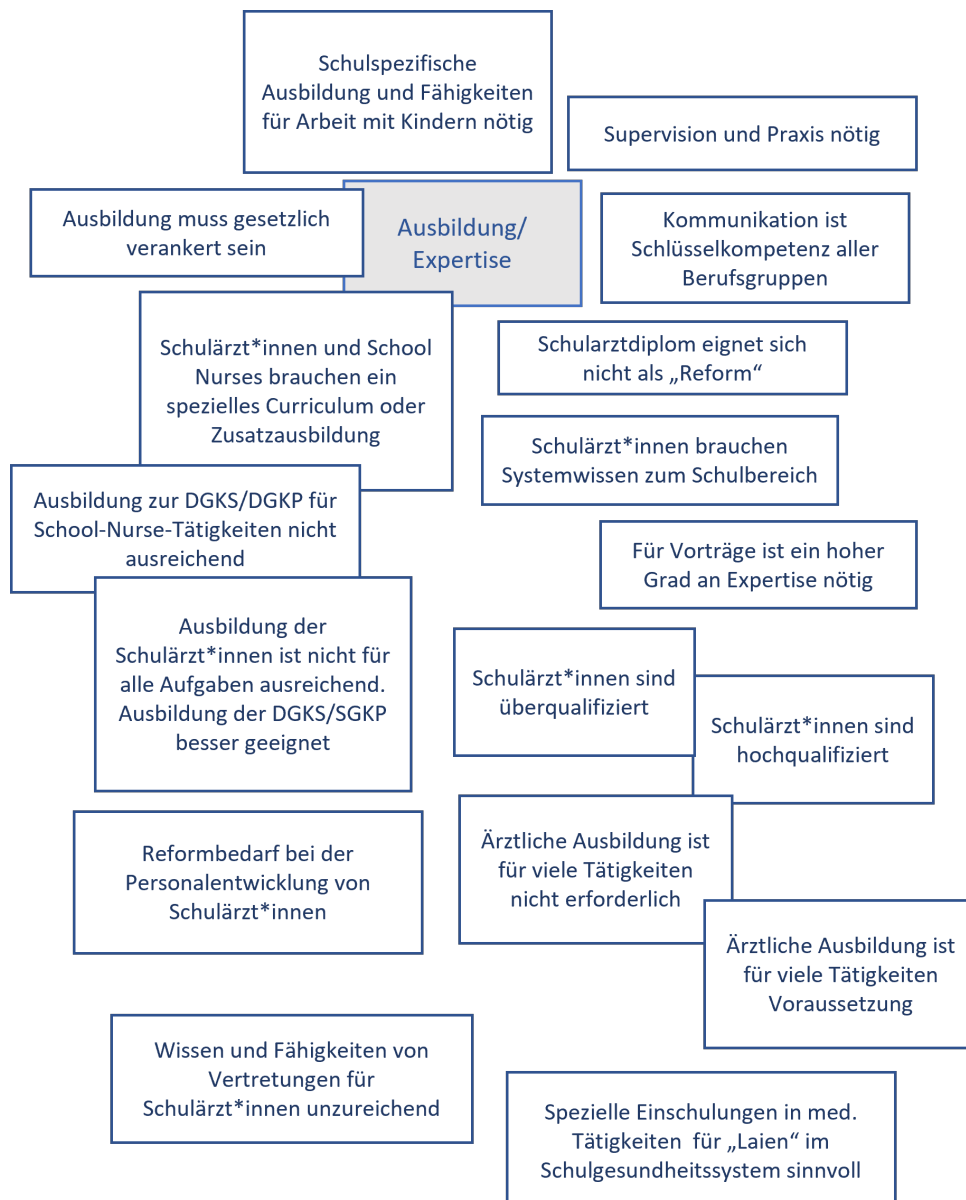 Schulspezifische
Ausbildung und Fähigkeiten
für Arbeit mit Kindern nötig
Supervision und Praxis nötig
Ausbildung muss gesetzlich
verankert sein
Ausbildung/
Expertise
Kommunikation ist
Schlüsselkompetenz aller
Berufsgruppen
Schulärzt*innen und School
Nurses brauchen ein
spezielles Curriculum oder
Zusatzausbildung
Schularztdiplom eignet sich
nicht als „Reform“
Schulärzt*innen brauchen
Systemwissen zum Schulbereich
Ausbildung zur DGKS/DGKP für
School-Nurse-Tätigkeiten nicht
ausreichend
Für Vorträge ist ein hoher
Grad an Expertise nötig
Ausbildung der
Schulärzt*innen ist nicht für
alle Aufgaben ausreichend.
Ausbildung der DGKS/SGKP
besser geeignet
Schulärzt*innen sind
überqualifiziert
Schulärzt*innen sind
hochqualifiziert
Reformbedarf bei der
Personalentwicklung von
Schulärzt*innen
Ärztliche Ausbildung ist
für viele Tätigkeiten
nicht erforderlich
Ärztliche Ausbildung ist
für viele Tätigkeiten
Voraussetzung
Wissen und Fähigkeiten von
Vertretungen für
Schulärzt*innen unzureichend
Spezielle Einschulungen in med.
Tätigkeiten für „Laien“ im
Schulgesundheitssystem sinnvoll